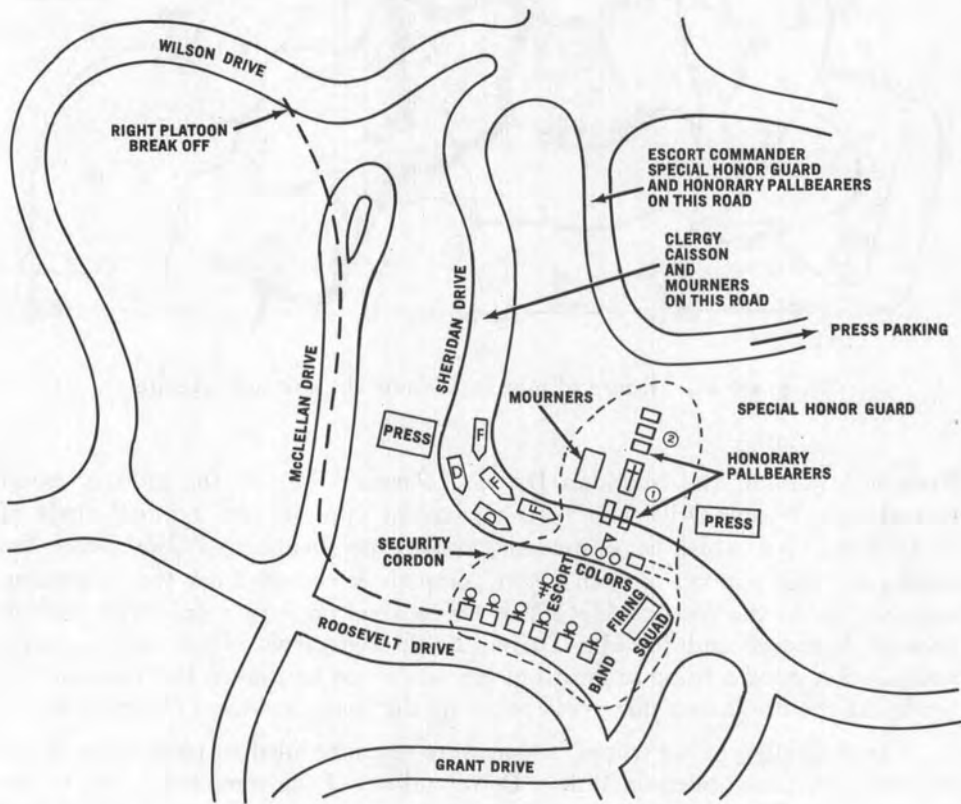 WILSON DRIVE
RIGHT PLATOON
BREAK OFF
ESCORT COMMANDER
SPECIAL HONOR GUARD
AND HONORARY PALLBEARERS
ON THIS ROAD
CLERGY
CAISSON
AND
MOURNERS
ON THIS ROAD
PRESS PARKING
SHERIDAN DRIVE
McCLELLAN DRIVE
MOURNERS
SPECIAL HONOR GUARD
PRESS
F
2
HONORARY
PALLBEARERS
D
F
1
F
D
PRESS
SECURITY
CORDON
COLORS
ESCORT
FIRING
SQUAD
BAND
ROOSEVELT DRIVE
GRANT DRIVE